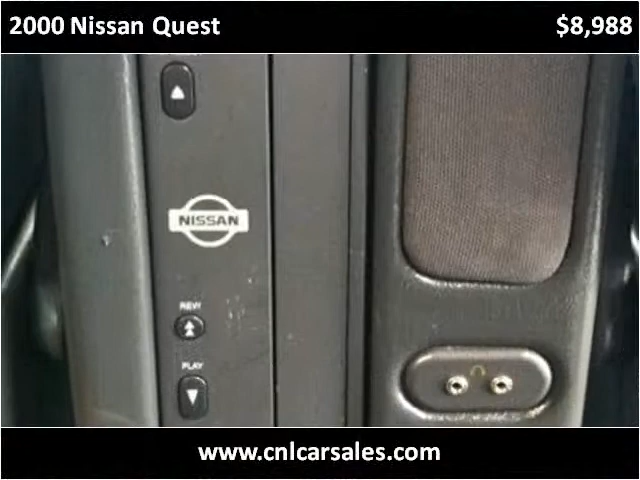 2000 Nissan Quest $8,988
NISSAN
REW
PLAY
www.cnlcarsales.com